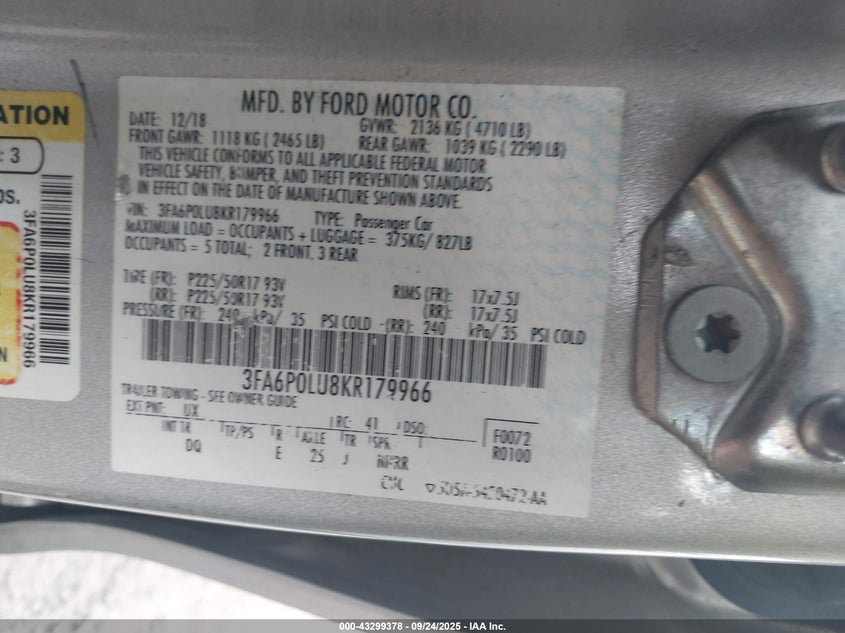 ATION
: 3
OS.
3FA6P0LU8KR179966
N
MFD. BY FORD MOTOR CO.
DATE: 12/18 GVWR: 2136 KG ( 4710 LB)
FRONT GAWR: 1118 KG ( 2465 LB) REAR GAWR: 1039 KG ( 2290 LB)
THIS VEHICLE CONFORMS TO ALL APPLICABLE FEDERAL MOTOR
VEHICLE SAFETY, BUMPER, AND THEFT PREVENTION STANDARDS
IN EFFECT ON THE DATE OF MANUFACTURE SHOWN ABOVE.
VIN: 3FA6P0LU8KR179966 TYPE: Passenger Car
MAXIMUM LOAD = OCCUPANTS + LUGGAGE = 375KG/ 827LB
OCCUPANTS = 5 TOTAL; 2 FRONT, 3 REAR
TIRE (FR): P225/50R17 93V RIMS (FR): 17x7.5J
(RR): P225/50R17 93V (RR): 17x7.5J
PRESSURE (FR): 240 kPa/ 35 PSI COLD -(RR): 240 kPa/ 35 PSI COLD
3FA6P0LU8KR179966
TRAILER TOWING - SEE OWNER GUIDE
EXT PNT: UX RC: 41 DSO: F0072
INT TR TP/PS R AXLE TR SPR R0100
DQ E 25 J
000-43299378 - 09/24/2025 - IAA Inc.